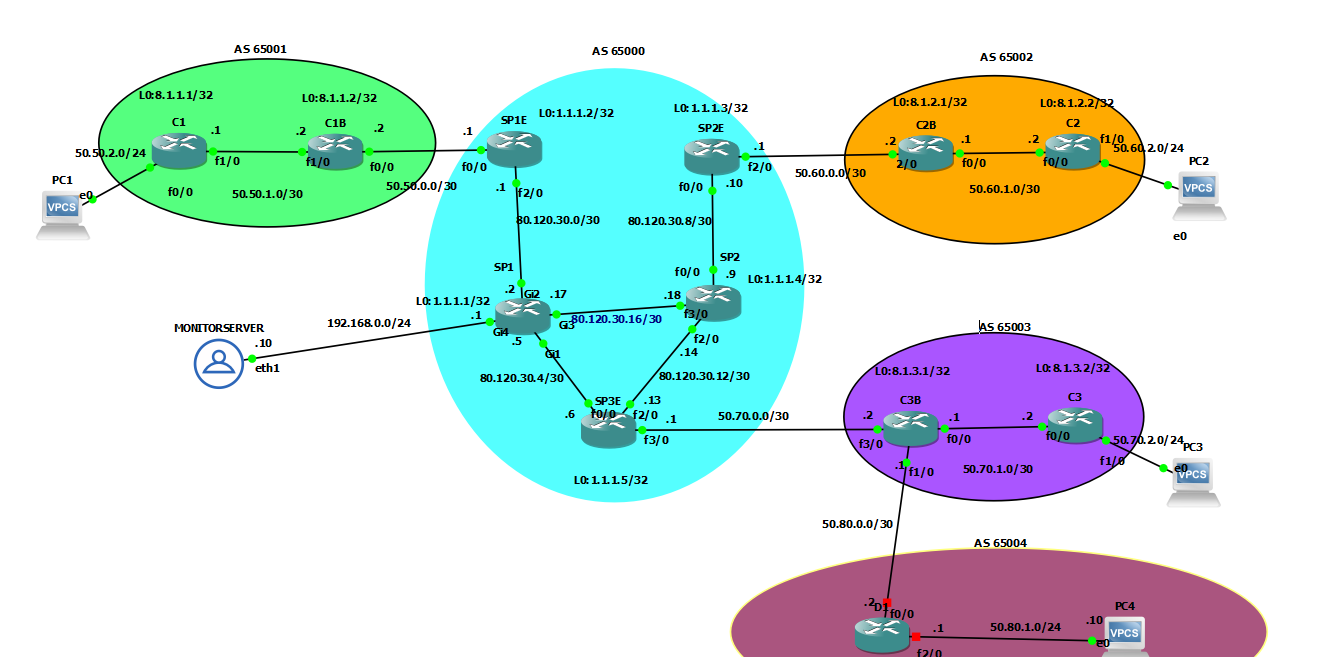 AS 65001
L0:8.1.1.1/32
L0:8.1.1.2/32
C1
C1B
.1
.2
.2
50.50.2.0/24
f1/0
f1/0
f0/0
PC1
e0
VPCS
f0/0
50.50.1.0/30
50.50.0.0/30
AS 65000
L0:1.1.1.2/32
SP1E
.1
f0/0
.1
f2/0
80.120.30.0/30
L0:1.1.1.3/32
SP2E
.1
f2/0
f0/0
.10
80.120.30.8/30
SP1
.2
Gi2
.17
L0:1.1.1.1/32
.1
Gi4
Gi3
.5
Gi1
80.120.30.16/30
SP2
f0/0
.9
L0:1.1.1.4/32
.18
f3/0
f2/0
.14
80.120.30.4/30
80.120.30.12/30
SP3E
.6
f0/0
f2/0
.13
.1
f3/0
L0:1.1.1.5/32
MONITORSERVER
192.168.0.0/24
.10
eth1
AS 65002
L0:8.1.2.1/32
L0:8.1.2.2/32
C2B
C2
.2
.1
.2
f1/0
50.60.2.0/24
2/0
f0/0
f0/0
50.60.0.0/30
50.60.1.0/30
PC2
VPCS
e0
AS 65003
L0:8.1.3.1/32
L0:8.1.3.2/32
C3B
C3
50.70.0.0/30
.2
.1
.2
f3/0
f0/0
f0/0
50.70.2.0/24
.1
f1/0
50.70.1.0/30
f1/0
PC3
e0
VPCS
50.80.0.0/30
AS 65004
.2
D1
f0/0
.1
f2/0
50.80.1.0/24
.10
PC4
VPCS
e0